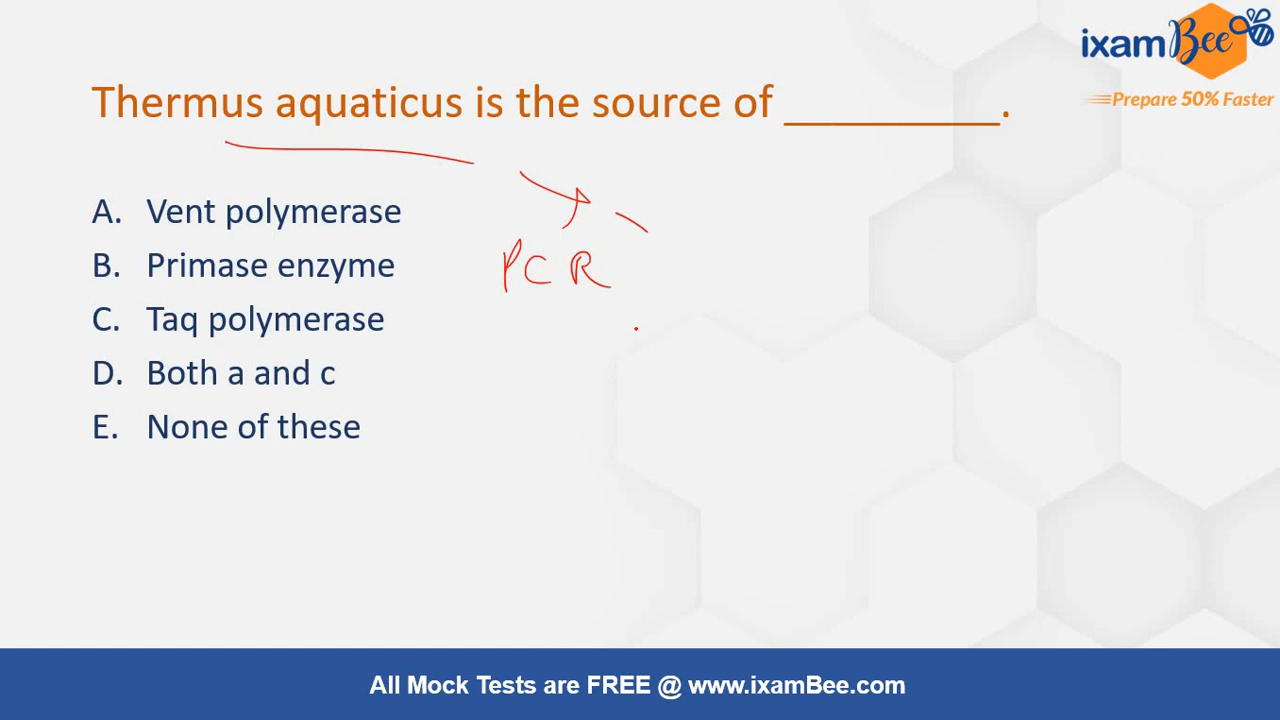 ixamBee
Prepare 50% Faster
Thermus aquaticus is the source of _________.
A. Vent polymerase
B. Primase enzyme
PCR
C. Taq polymerase
D. Both a and c
E. None of these
All Mock Tests are FREE @ www.ixamBee.com